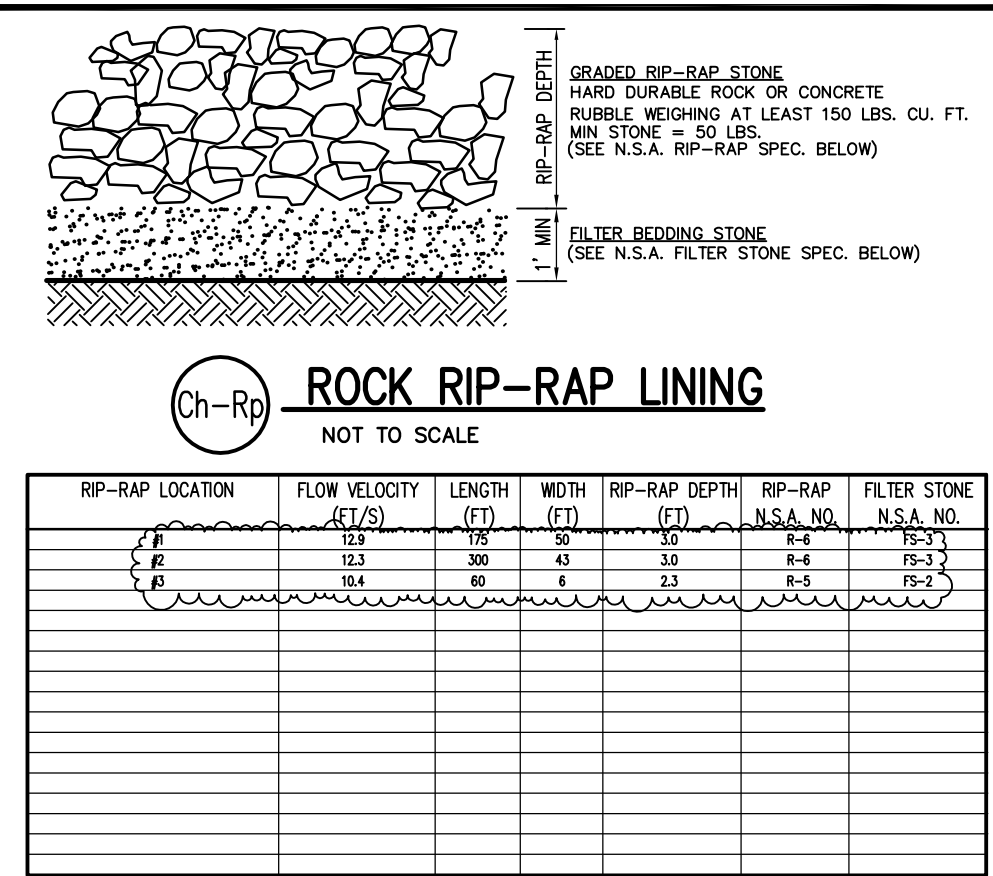 RIP-RAP DEPTH
1' MIN
GRADED RIP-RAP STONE
HARD DURABLE ROCK OR CONCRETE
RUBBLE WEIGHING AT LEAST 150 LBS. CU. FT.
MIN STONE = 50 LBS.
(SEE N.S.A. RIP-RAP SPEC. BELOW)
FILTER BEDDING STONE
(SEE N.S.A. FILTER STONE SPEC. BELOW)
Ch-Rp
ROCK RIP-RAP LINING
NOT TO SCALE
RIP-RAP LOCATION FLOW VELOCITY LENGTH WIDTH RIP-RAP DEPTH RIP-RAP FILTER STONE
(FT/S) (FT) (FT) (FT) N.S.A. NO. N.S.A. NO.
#1 12.9 175 50 3.0 R-6 FS-3
#2 12.3 300 43 3.0 R-6 FS-3
#3 10.4 60 6 2.3 R-5 FS-2